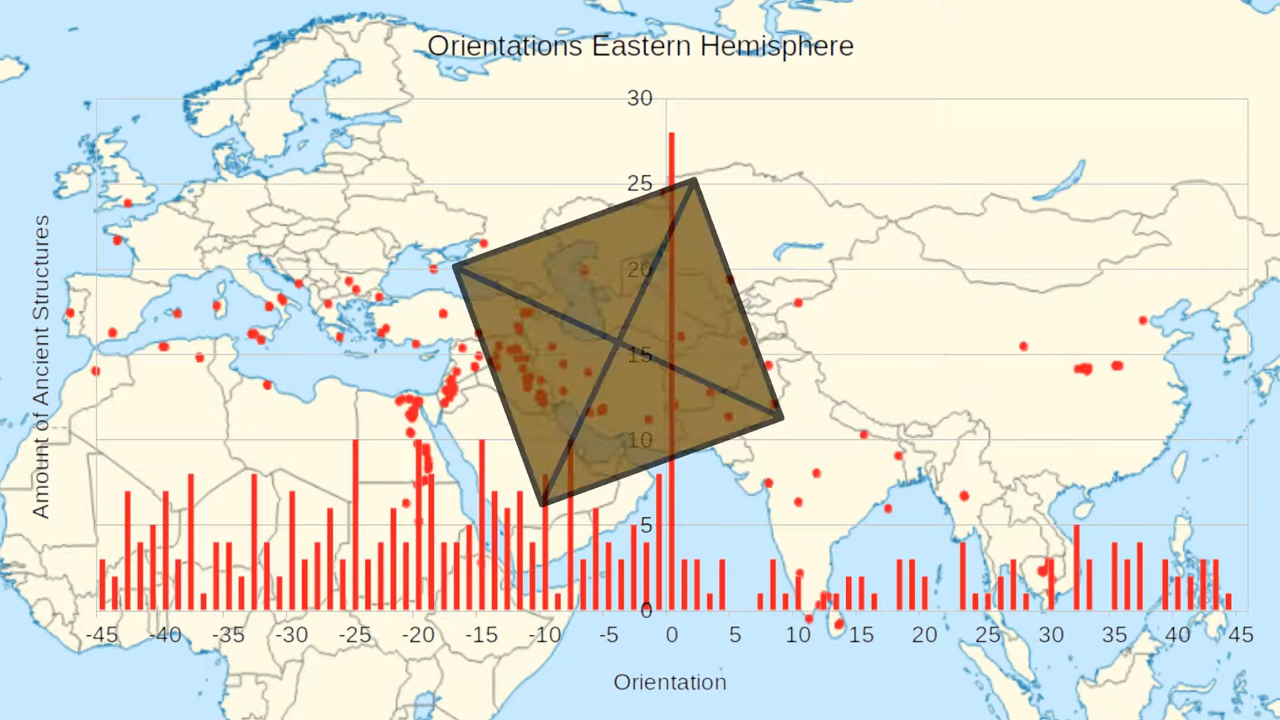 Orientations Eastern Hemisphere
Amount of Ancient Structures
30
25
20
15
10
5
0
-45 -40 -35 -30 -25 -20 -15 -10 -5 0 5 10 15 20 25 30 35 40 45
Orientation